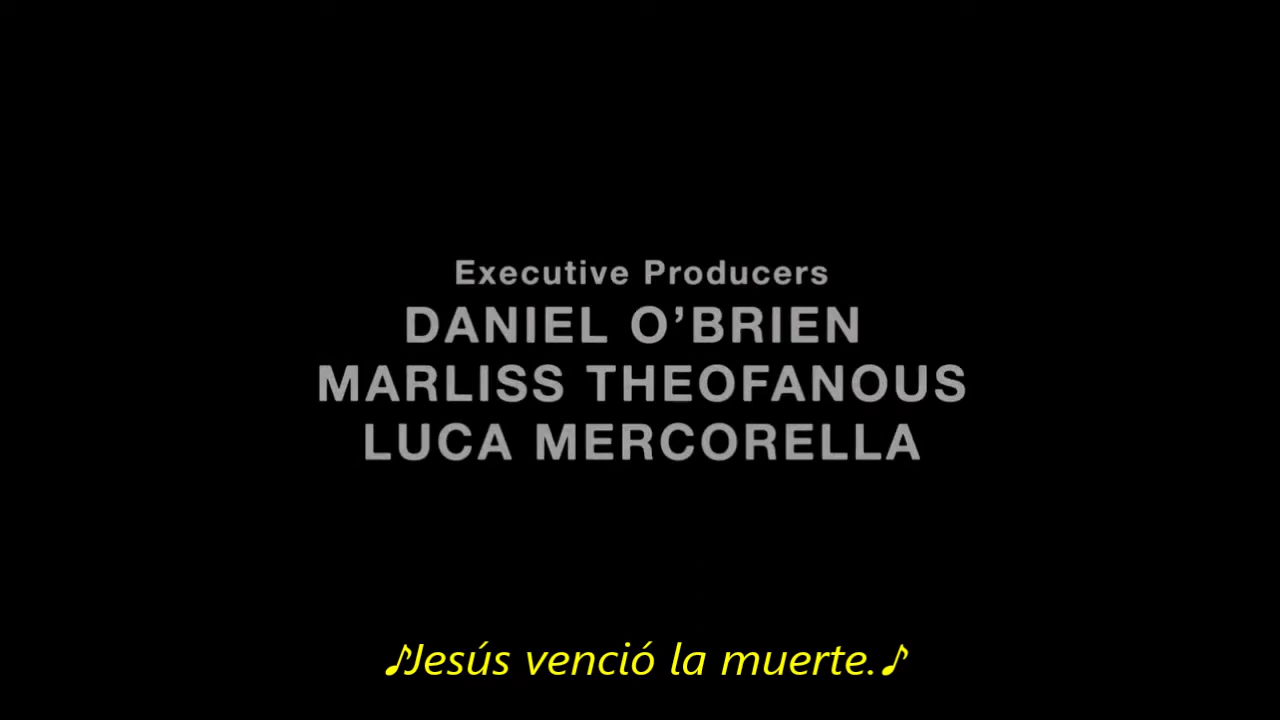 Executive Producers
DANIEL O’BRIEN
MARLISS THEOFANOUS
LUCA MERCORELLA
♪Jesús venció la muerte.♪